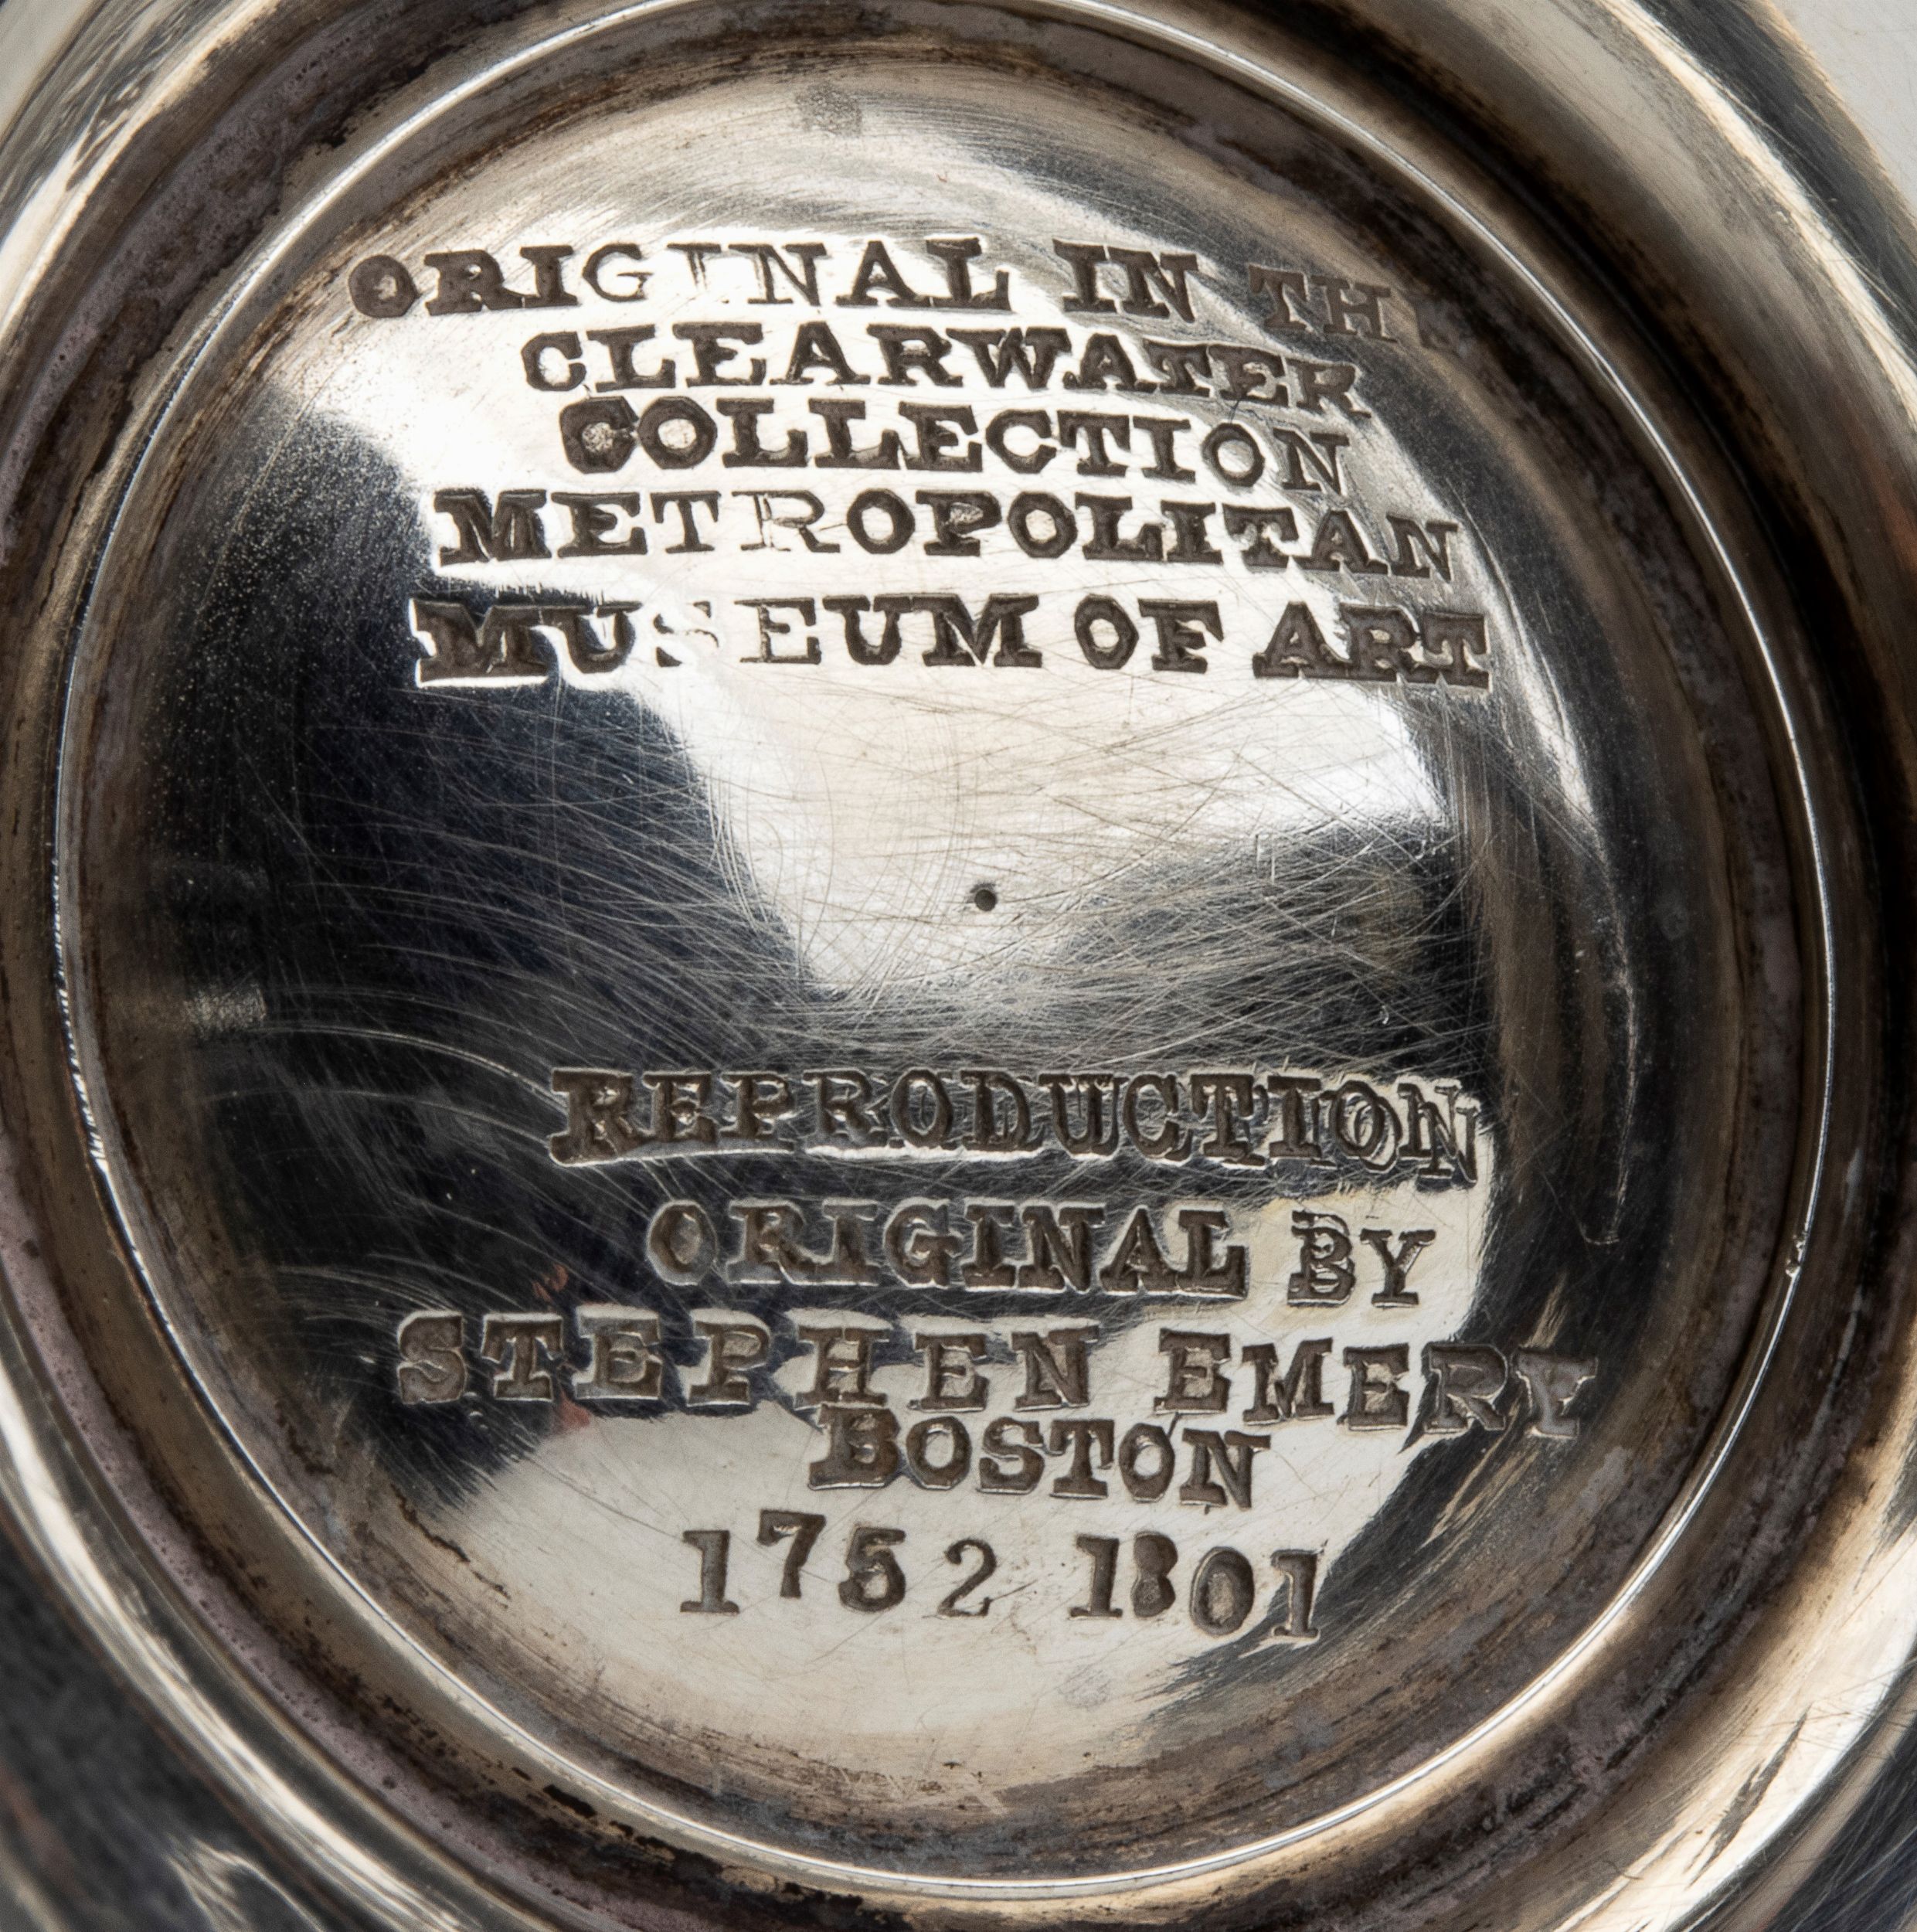 ORIGINAL IN THE
CLEARWATER
COLLECTION
METROPOLITAN
MUSEUM OF ART
REPRODUCTION
ORIGINAL BY
STEPHEN EMERY
BOSTON
1752 1801